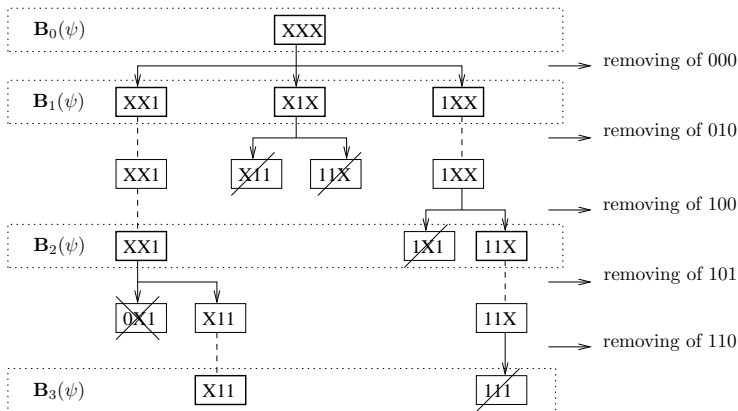 B₀(ψ) XXX
removing of 000
B₁(ψ) XX1 X1X 1XX
removing of 010
XX1 X11 11X 1XX
removing of 100
B₂(ψ) XX1 1X1 11X
removing of 101
0X1 X11 11X
removing of 110
B₃(ψ) X11 111